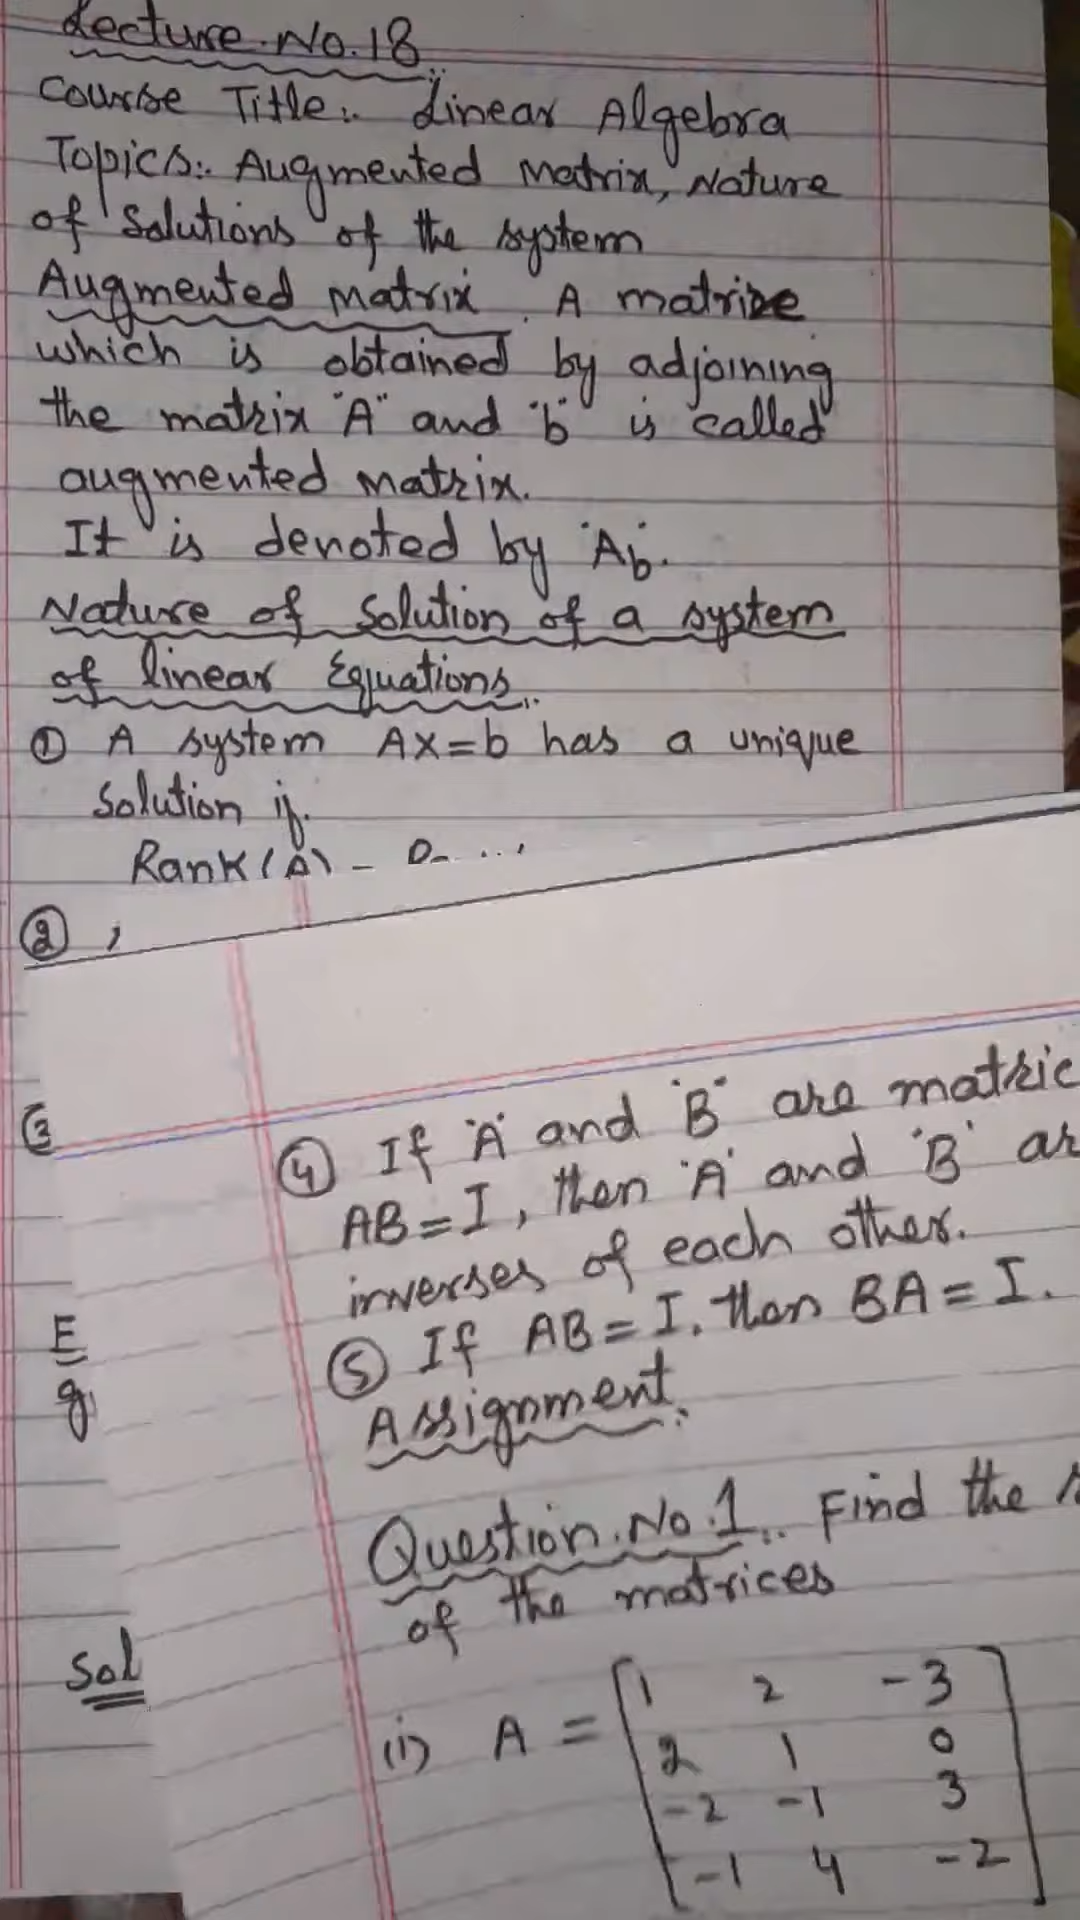 Lecture.No.18
Course Title:. Linear Algebra
Topics:. Augmented Matrix, Nature
of Solutions of the system
Augmented Matrix. A matrixe
which is obtained by adjoining
the matrix "A" and "b" is called
augmented matrix.
It is denoted by "Ab".
Nature of Solution of a system
of linear Equations..
① A system AX=b has a unique
Solution if.
Rank(A) =
②
④ If "A" and "B" are matric
AB=I, then "A" and "B" ar
inverses of each other.
⑤ If AB=I. then BA=I.
Assignment.
Question.No.1.. Find the
of the matrices
Sol
(i) A = [1 2 -3
2 1 0
-2 -1 3
-1 4 -2]